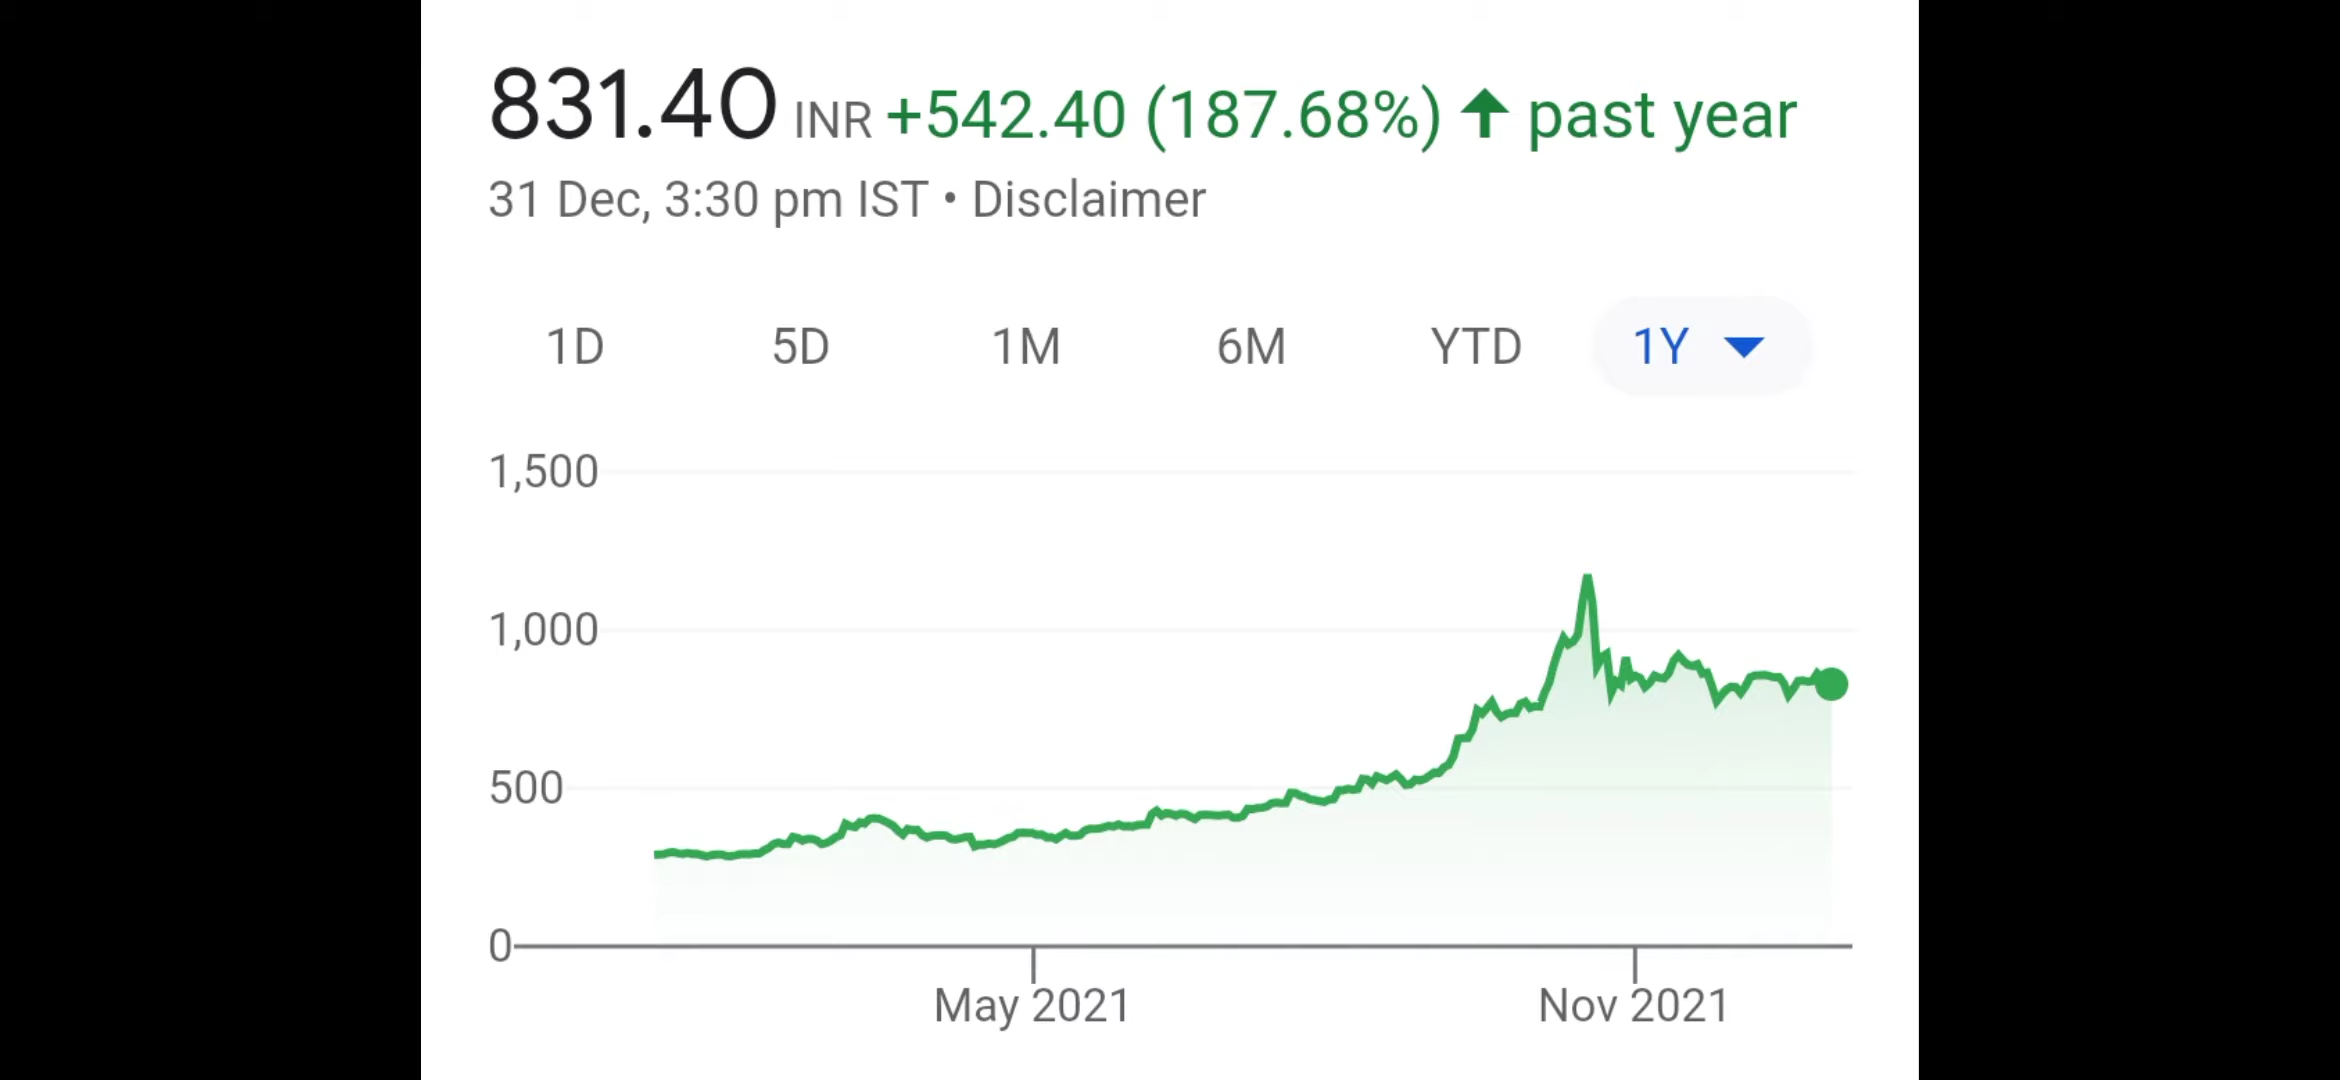 831.40 INR +542.40 (187.68%) ↑ past year
31 Dec, 3:30 pm IST • Disclaimer
1D 5D 1M 6M YTD 1Y
1,500
1,000
500
0
May 2021 Nov 2021